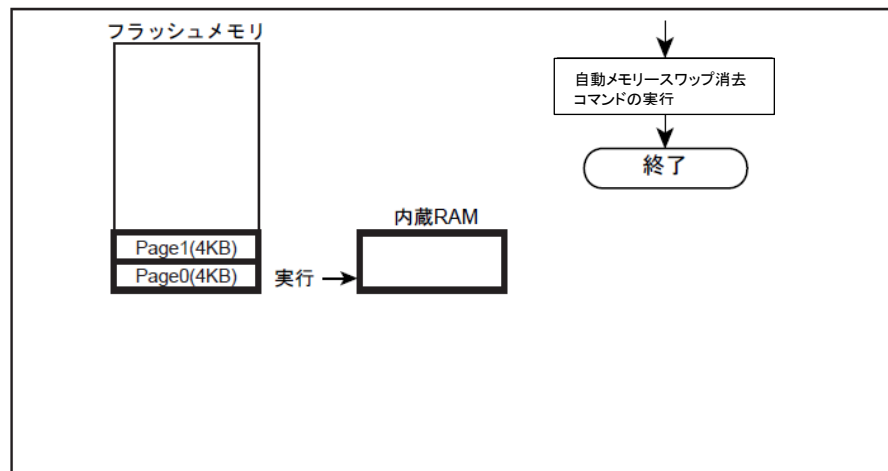 フラッシュメモリ
自動メモリースワップ消去
コマンドの実行
終了
内蔵RAM
Page1(4KB)
Page0(4KB)
実行